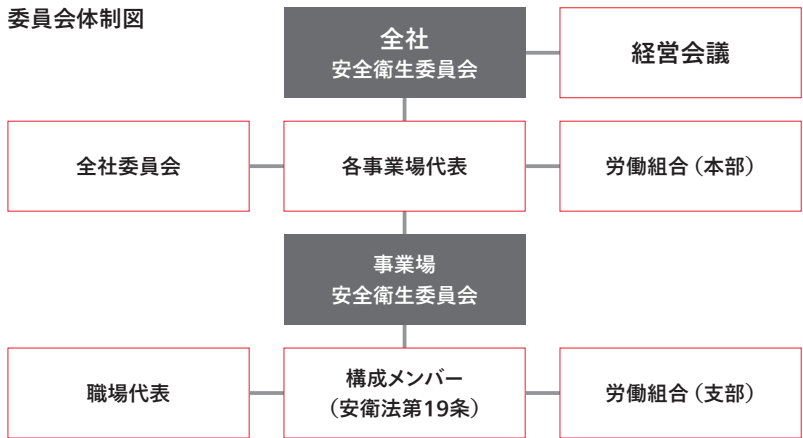 委員会体制図
全社
安全衛生委員会
経営会議
全社委員会
各事業場代表
労働組合（本部）
事業場
安全衛生委員会
職場代表
構成メンバー
（安衛法第19条）
労働組合（支部）